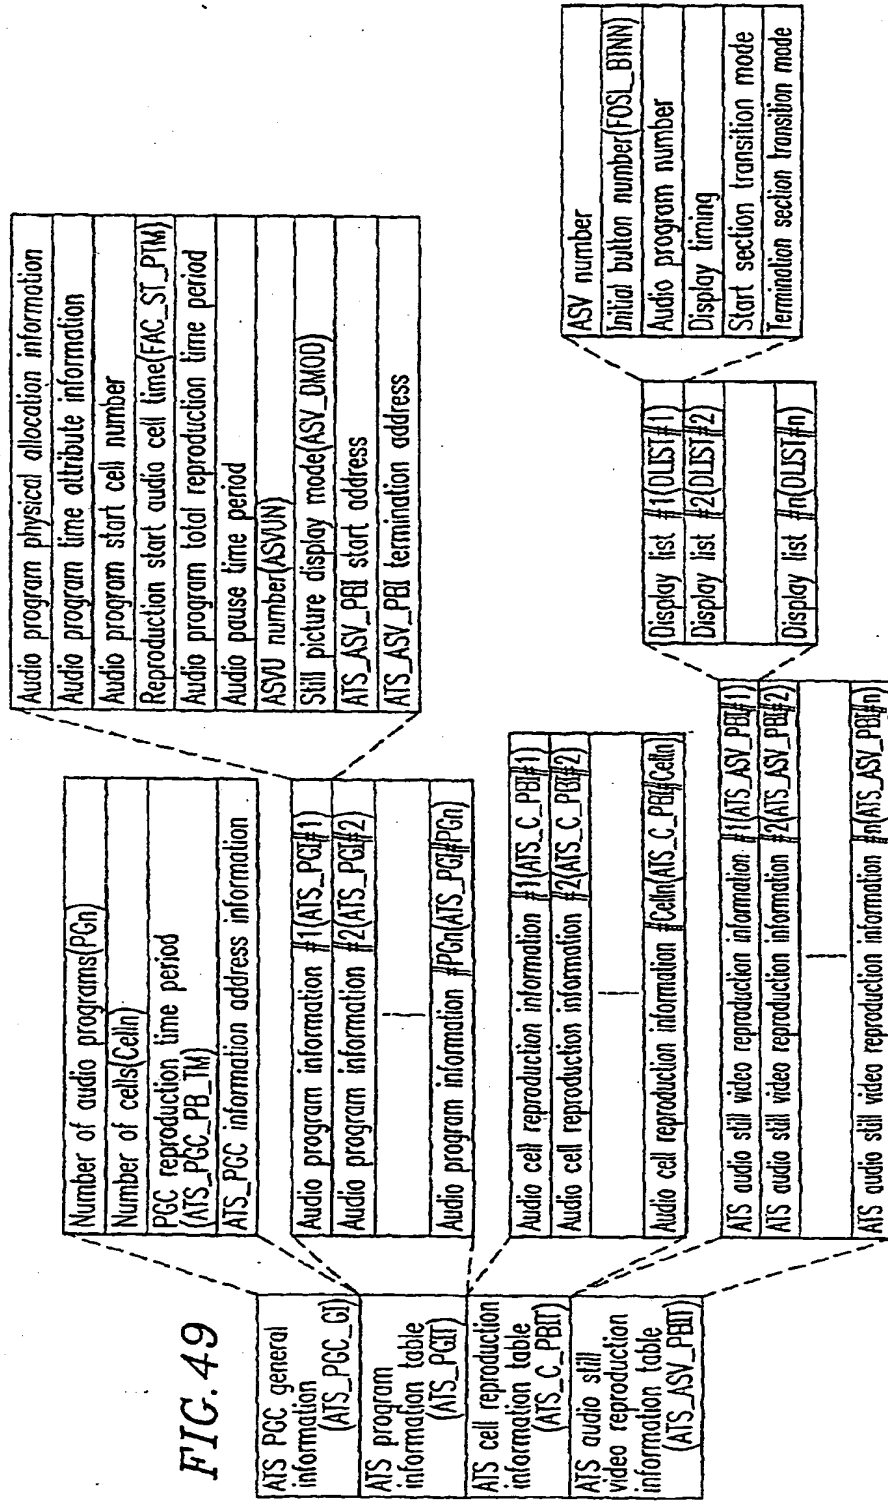 FIG.49
ATS PGC general
information
(ATS_PGC_GI)
ATS program
information table
(ATS_PGIT)
ATS cell reproduction
information table
(ATS_C_PBIT)
ATS audio still
video reproduction
information table
(ATS_ASV_PBIT)
Number of audio programs(PGn)
Number of cells(Celln)
PGC reproduction time period
(ATS_PGC_PB_TM)
ATS_PGC information address information
Audio program information #1(ATS_PGI#1)
Audio program information #2(ATS_PGI#2)
Audio program information #PGn(ATS_PGI#PGn)
Audio cell reproduction information #1(ATS_C_PBI#1)
Audio cell reproduction information #2(ATS_C_PBI#2)
Audio cell reproduction information #Celln(ATS_C_PBI#Celln)
ATS audio still video reproduction information #1(ATS_ASV_PBI#1)
ATS audio still video reproduction information #2(ATS_ASV_PBI#2)
ATS audio still video reproduction information #n(ATS_ASV_PBI#n)
Audio program physical allocation information
Audio program time attribute information
Audio program start cell number
Reproduction start audio cell time(FAC_ST_PTM)
Audio program total reproduction time period
Audio pause time period
ASVU number(ASVUN)
Still picture display mode(ASV_DMOD)
ATS_ASV_PBI start address
ATS_ASV_PBI termination address
Display list #1(DLIST#1)
Display list #2(DLIST#2)
Display list #n(DLIST#n)
ASV number
Initial button number(FOSL_BTNN)
Audio program number
Display timing
Start section transition mode
Termination section transition mode